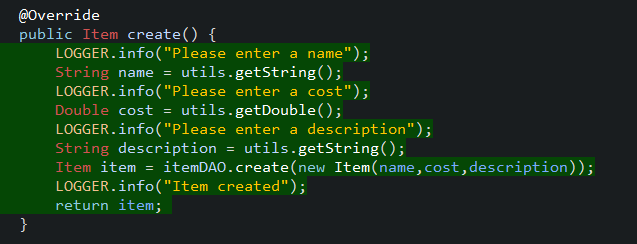 @Override
public Item create() {
LOGGER.info("Please enter a name");
String name = utils.getString();
LOGGER.info("Please enter a cost");
Double cost = utils.getDouble();
LOGGER.info("Please enter a description");
String description = utils.getString();
Item item = itemDAO.create(new Item(name,cost,description));
LOGGER.info("Item created");
return item;
}